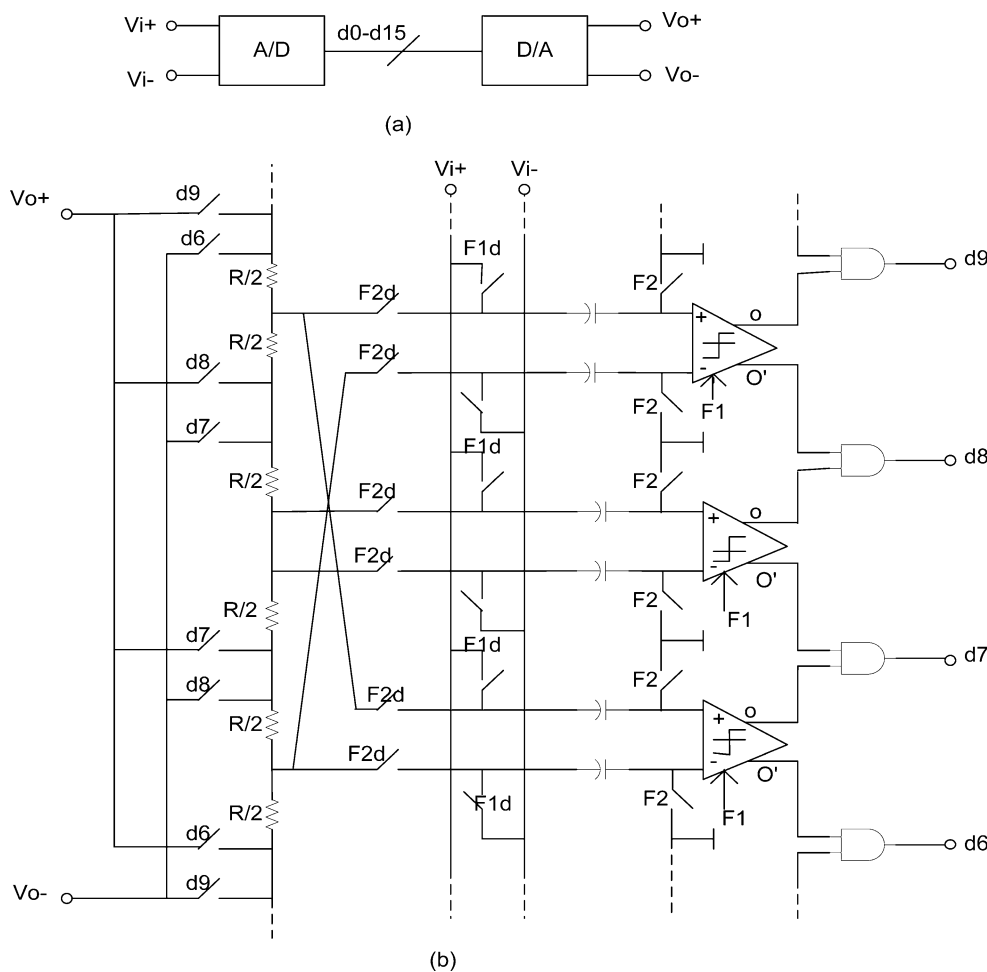 Vi+
Vi-
A/D
d0-d15
D/A
Vo+
Vo-
(a)
Vi+ Vi-
Vo+
d9
d6
R/2
F2d
F1d
F2
d9
+
-
o
O'
F1
R/2
F2d
d8
d7
F1d
F2
F2
d8
R/2
F2d
F2d
+
-
o
O'
F1
R/2
d7
d8
F1d
F2
F2
d7
R/2
F2d
F2d
+
-
o
O'
F1
R/2
F1d
F2
d6
d9
d6
Vo-
(b)